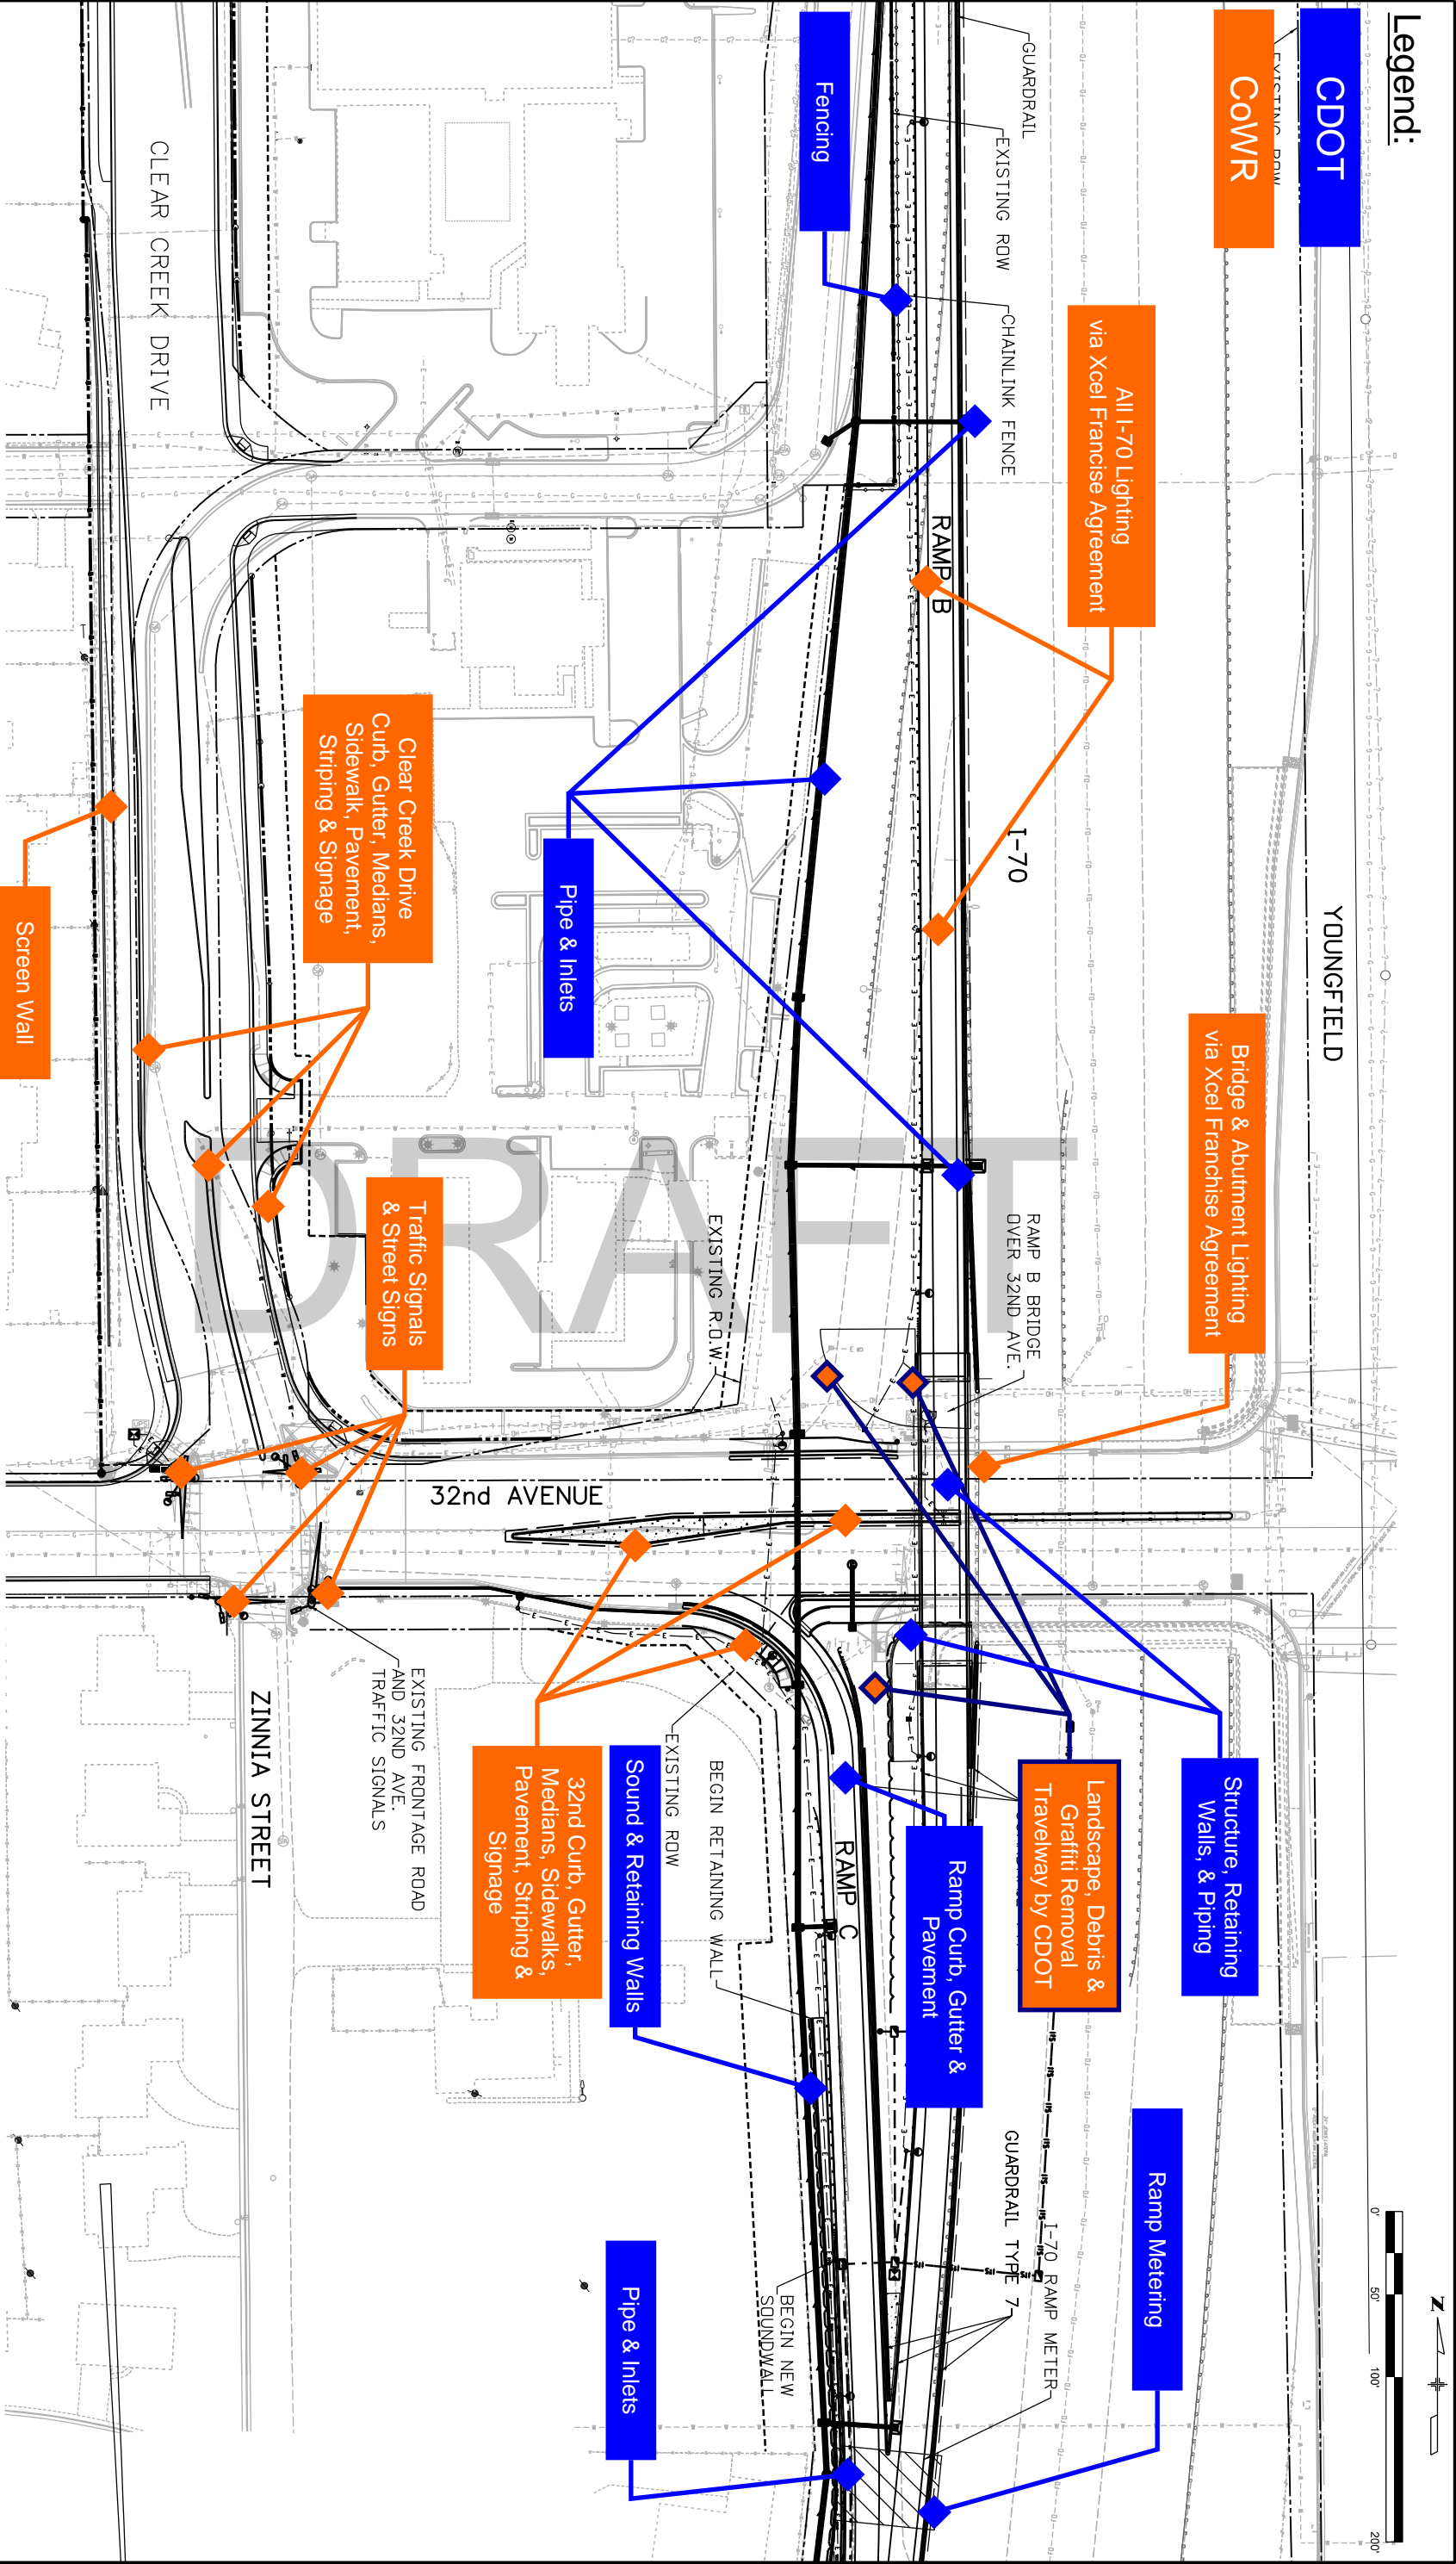 Legend:
CDOT
CoWR
EXISTING ROW
YOUNGFIELD
0'
50'
100'
200'
N
GUARDRAIL
EXISTING ROW
CHAINLINK FENCE
Fencing
All I-70 Lighting
via Xcel Francise Agreement
RAMP B
I-70
Bridge & Abutment Lighting
via Xcel Franchise Agreement
RAMP B BRIDGE
OVER 32ND AVE.
Structure, Retaining
Walls, & Piping
Landscape, Debris &
Graffiti Removal
Travelway by CDOT
Ramp Curb, Gutter &
Pavement
Ramp Metering
I-70 RAMP METER
GUARDRAIL TYPE 7
RAMP C
BEGIN NEW
SOUNDWALL
BEGIN RETAINING WALL
EXISTING ROW
Sound & Retaining Walls
Pipe & Inlets
Pipe & Inlets
EXISTING R.O.W.
DRAFT
32nd Curb, Gutter,
Medians, Sidewalks,
Pavement, Striping &
Signage
32nd AVENUE
Traffic Signals
& Street Signs
EXISTING FRONTAGE ROAD
AND 32ND AVE.
TRAFFIC SIGNALS
Clear Creek Drive
Curb, Gutter, Medians,
Sidewalk, Pavement,
Striping & Signage
ZINNIA STREET
CLEAR CREEK DRIVE
Screen Wall